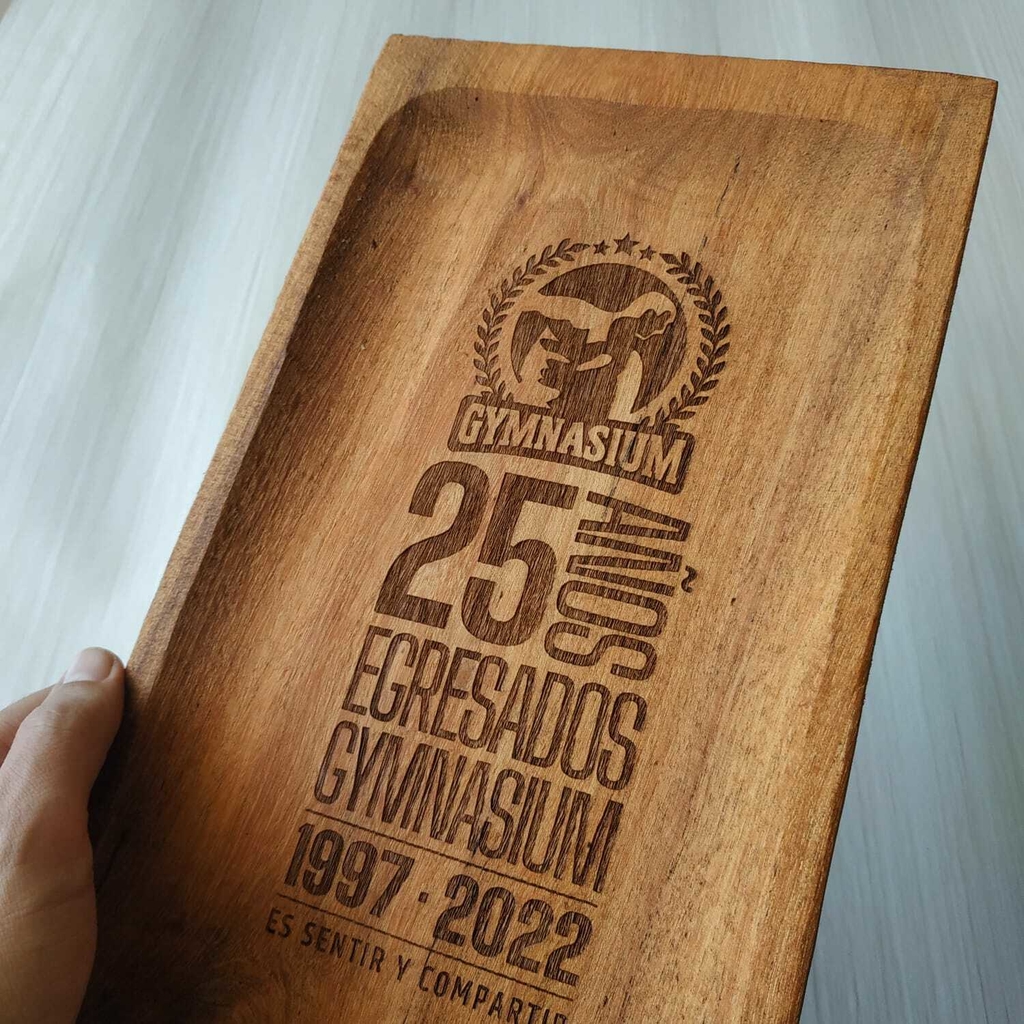 GYMNASIUM
25 AÑOS
EGRESADOS
GYMNASIUM
1997 · 2022
ES SENTIR Y COMPARTIR